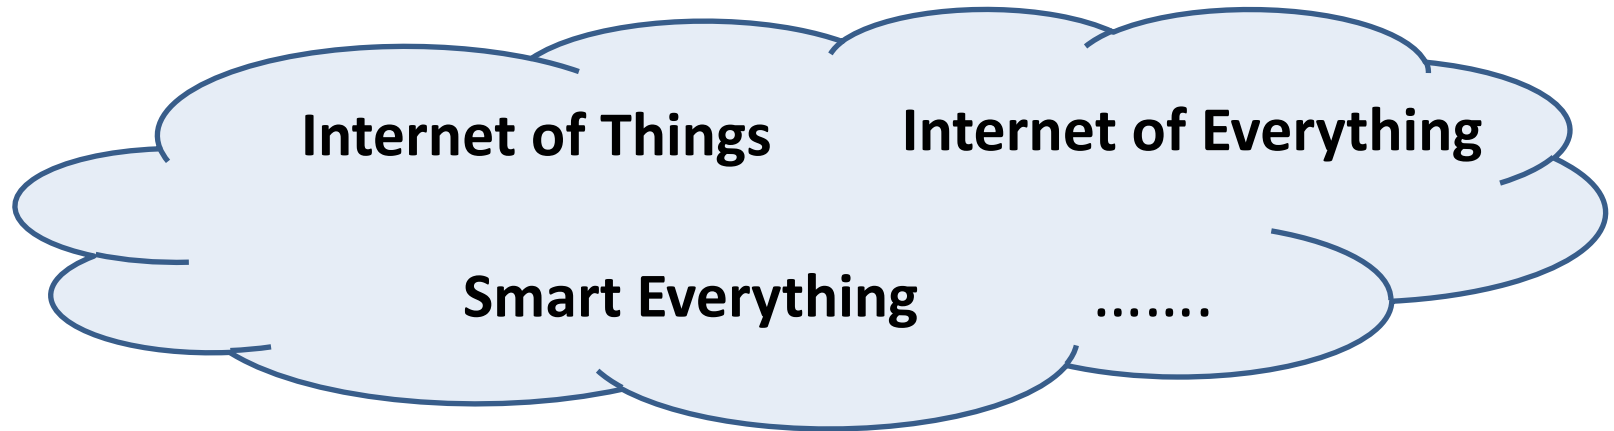 Internet of Things
Internet of Everything
Smart Everything
.......